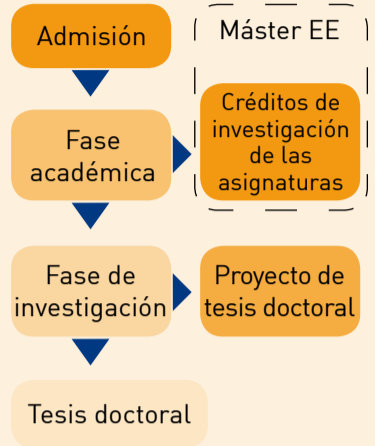 Admisión
Máster EE
Fase
académica
Créditos de
investigación
de las
asignaturas
Fase de
investigación
Proyecto de
tesis doctoral
Tesis doctoral